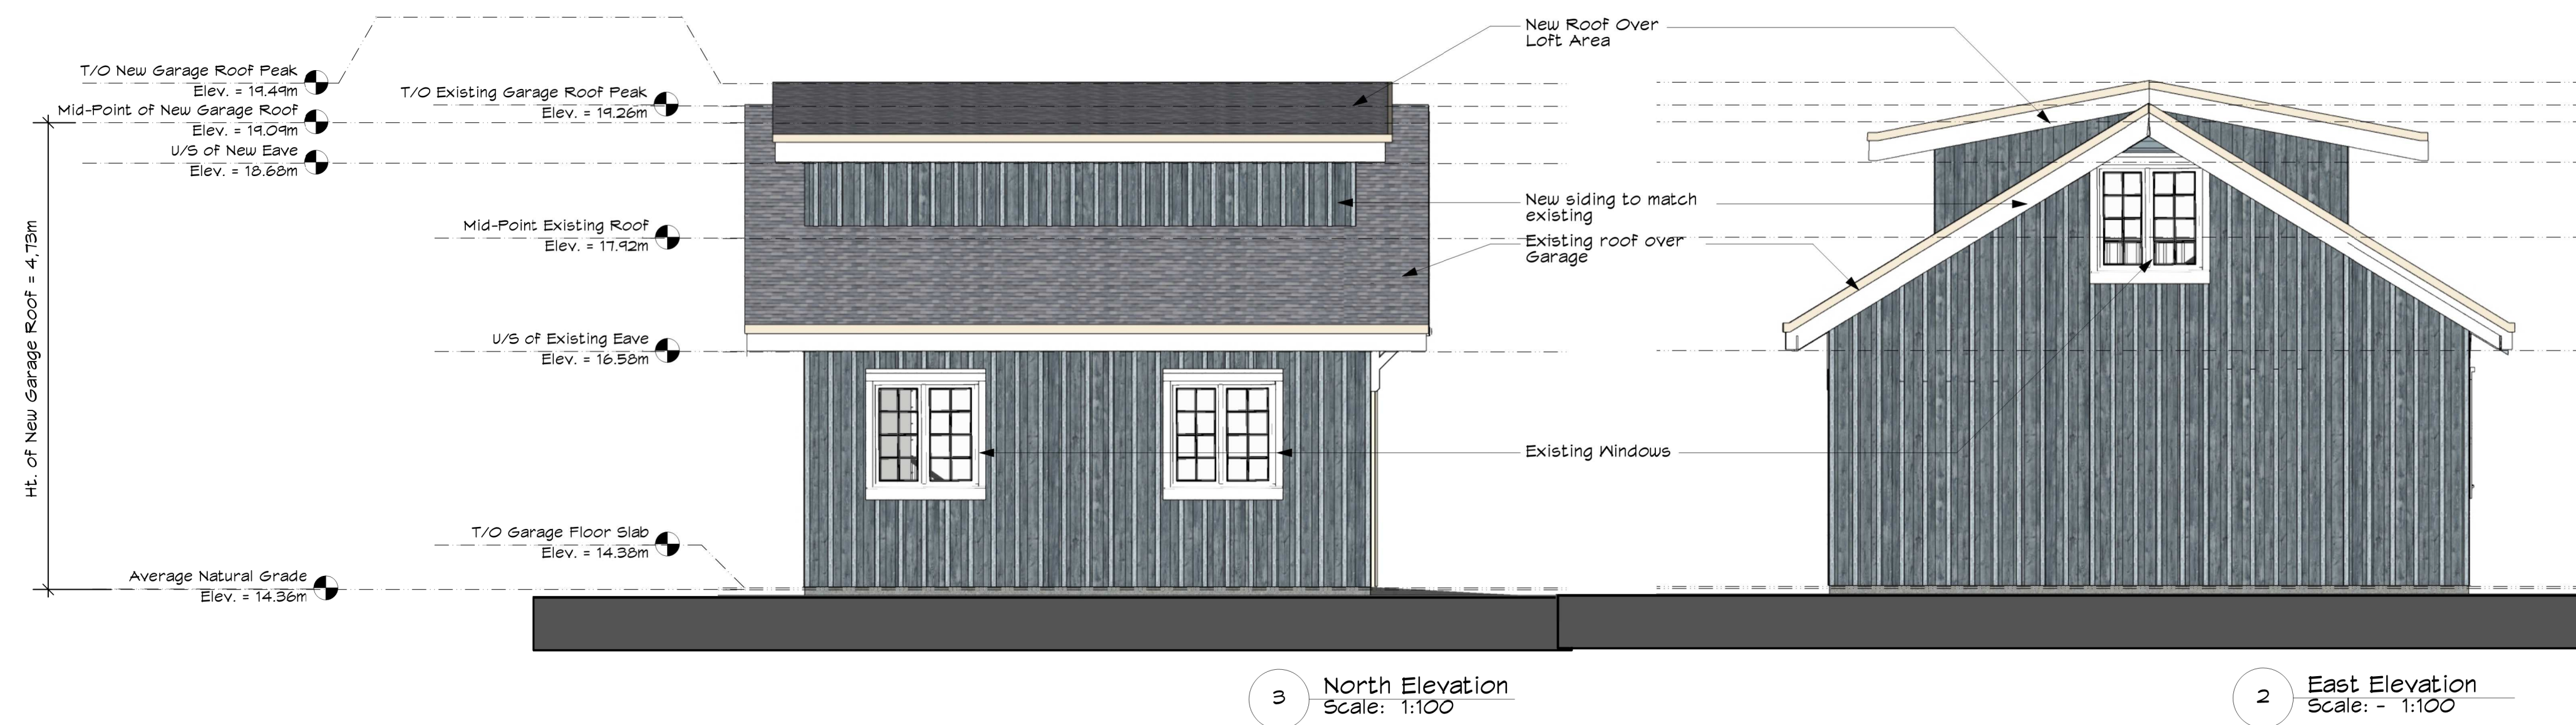 T/O New Garage Roof Peak
Elev. = 19.49m
Mid-Point of New Garage Roof
Elev. = 19.09m
U/S of New Eave
Elev. = 18.68m
T/O Existing Garage Roof Peak
Elev. = 19.26m
Mid-Point Existing Roof
Elev. = 17.92m
U/S of Existing Eave
Elev. = 16.58m
T/O Garage Floor Slab
Elev. = 14.38m
Average Natural Grade
Elev. = 14.36m
Ht. of New Garage Roof = 4,73m
New Roof Over
Loft Area
New siding to match
existing
Existing roof over
Garage
Existing Windows
3
North Elevation
Scale: 1:100
2
East Elevation
Scale: - 1:100